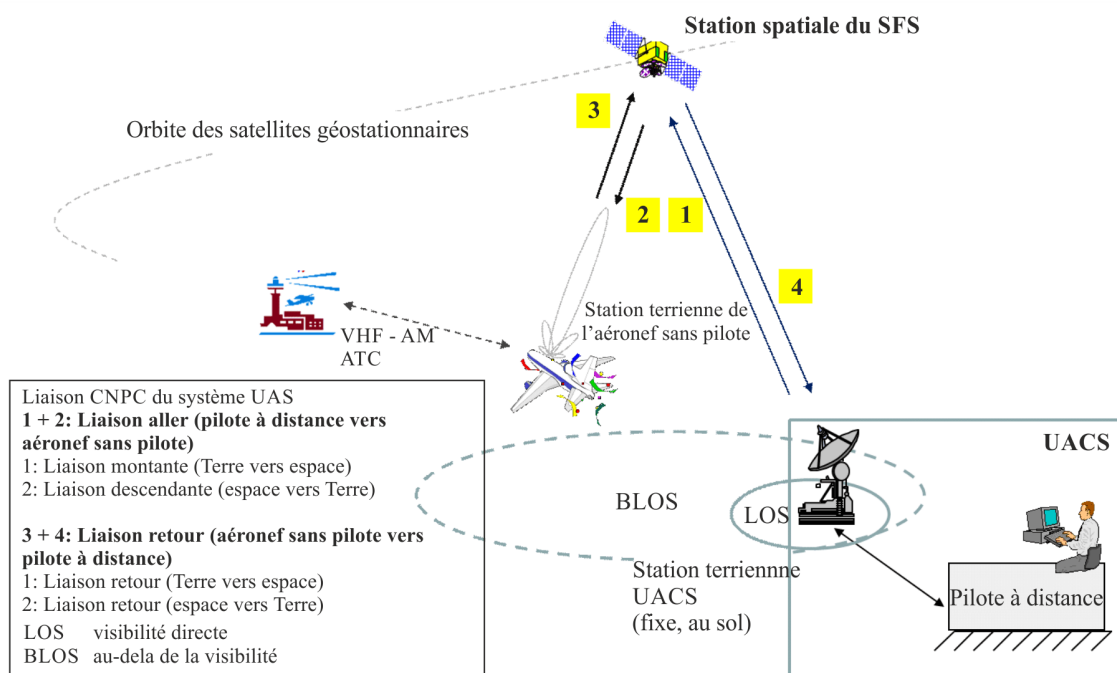 Station spatiale du SFS
3
Orbite des satellites géostationnaires
2
1
4
Station terrienne de
l'aéronef sans pilote
VHF - AM
ATC
Liaison CNPC du système UAS
1 + 2: Liaison aller (pilote à distance vers
aéronef sans pilote)
1: Liaison montante (Terre vers espace)
2: Liaison descendante (espace vers Terre)
3 + 4: Liaison retour (aéronef sans pilote vers
pilote à distance)
1: Liaison retour (Terre vers espace)
2: Liaison retour (espace vers Terre)
LOS visibilité directe
BLOS au-dela de la visibilité
UACS
BLOS
LOS
Station terriennne
UACS
(fixe, au sol)
Pilote à distance